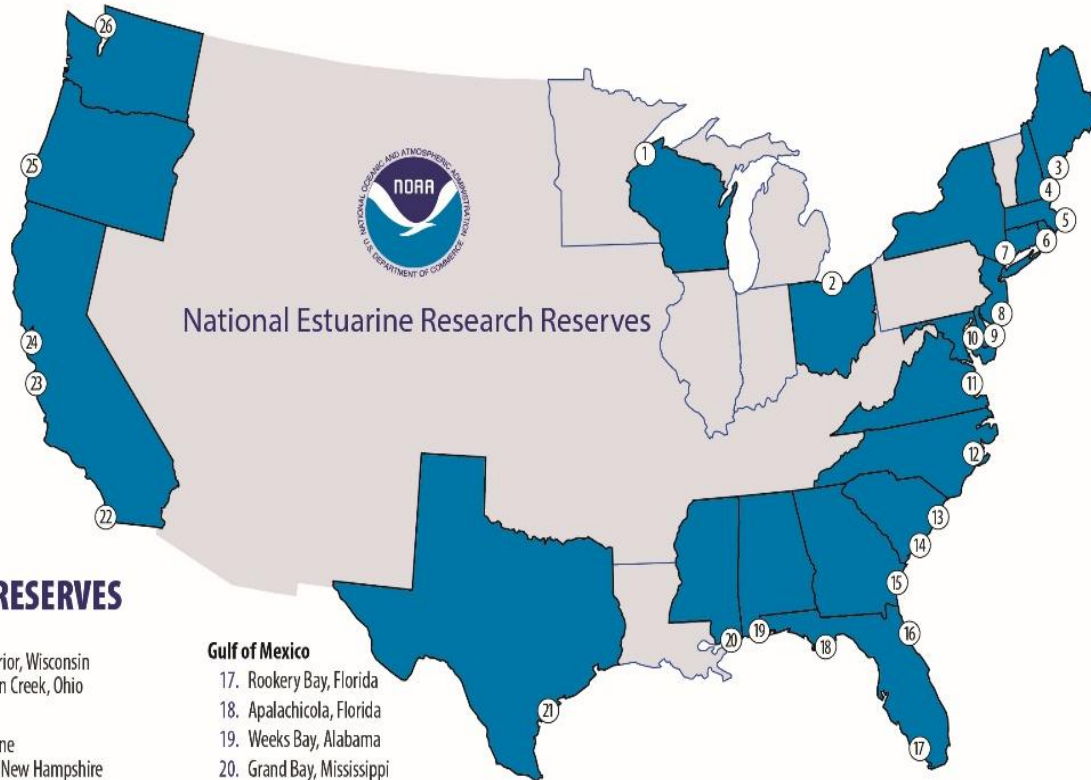 NATIONAL OCEANIC AND ATMOSPHERIC ADMINISTRATION
NOAA
U.S. DEPARTMENT OF COMMERCE
National Estuarine Research Reserves
26
25
24
23
22
1
2
3
4
5
6
7
8
9
10
11
12
13
14
15
16
17
18
19
20
21
RESERVES
rior, Wisconsin
n Creek, Ohio
ne
New Hampshire
Gulf of Mexico
17. Rookery Bay, Florida
18. Apalachicola, Florida
19. Weeks Bay, Alabama
20. Grand Bay, Mississippi